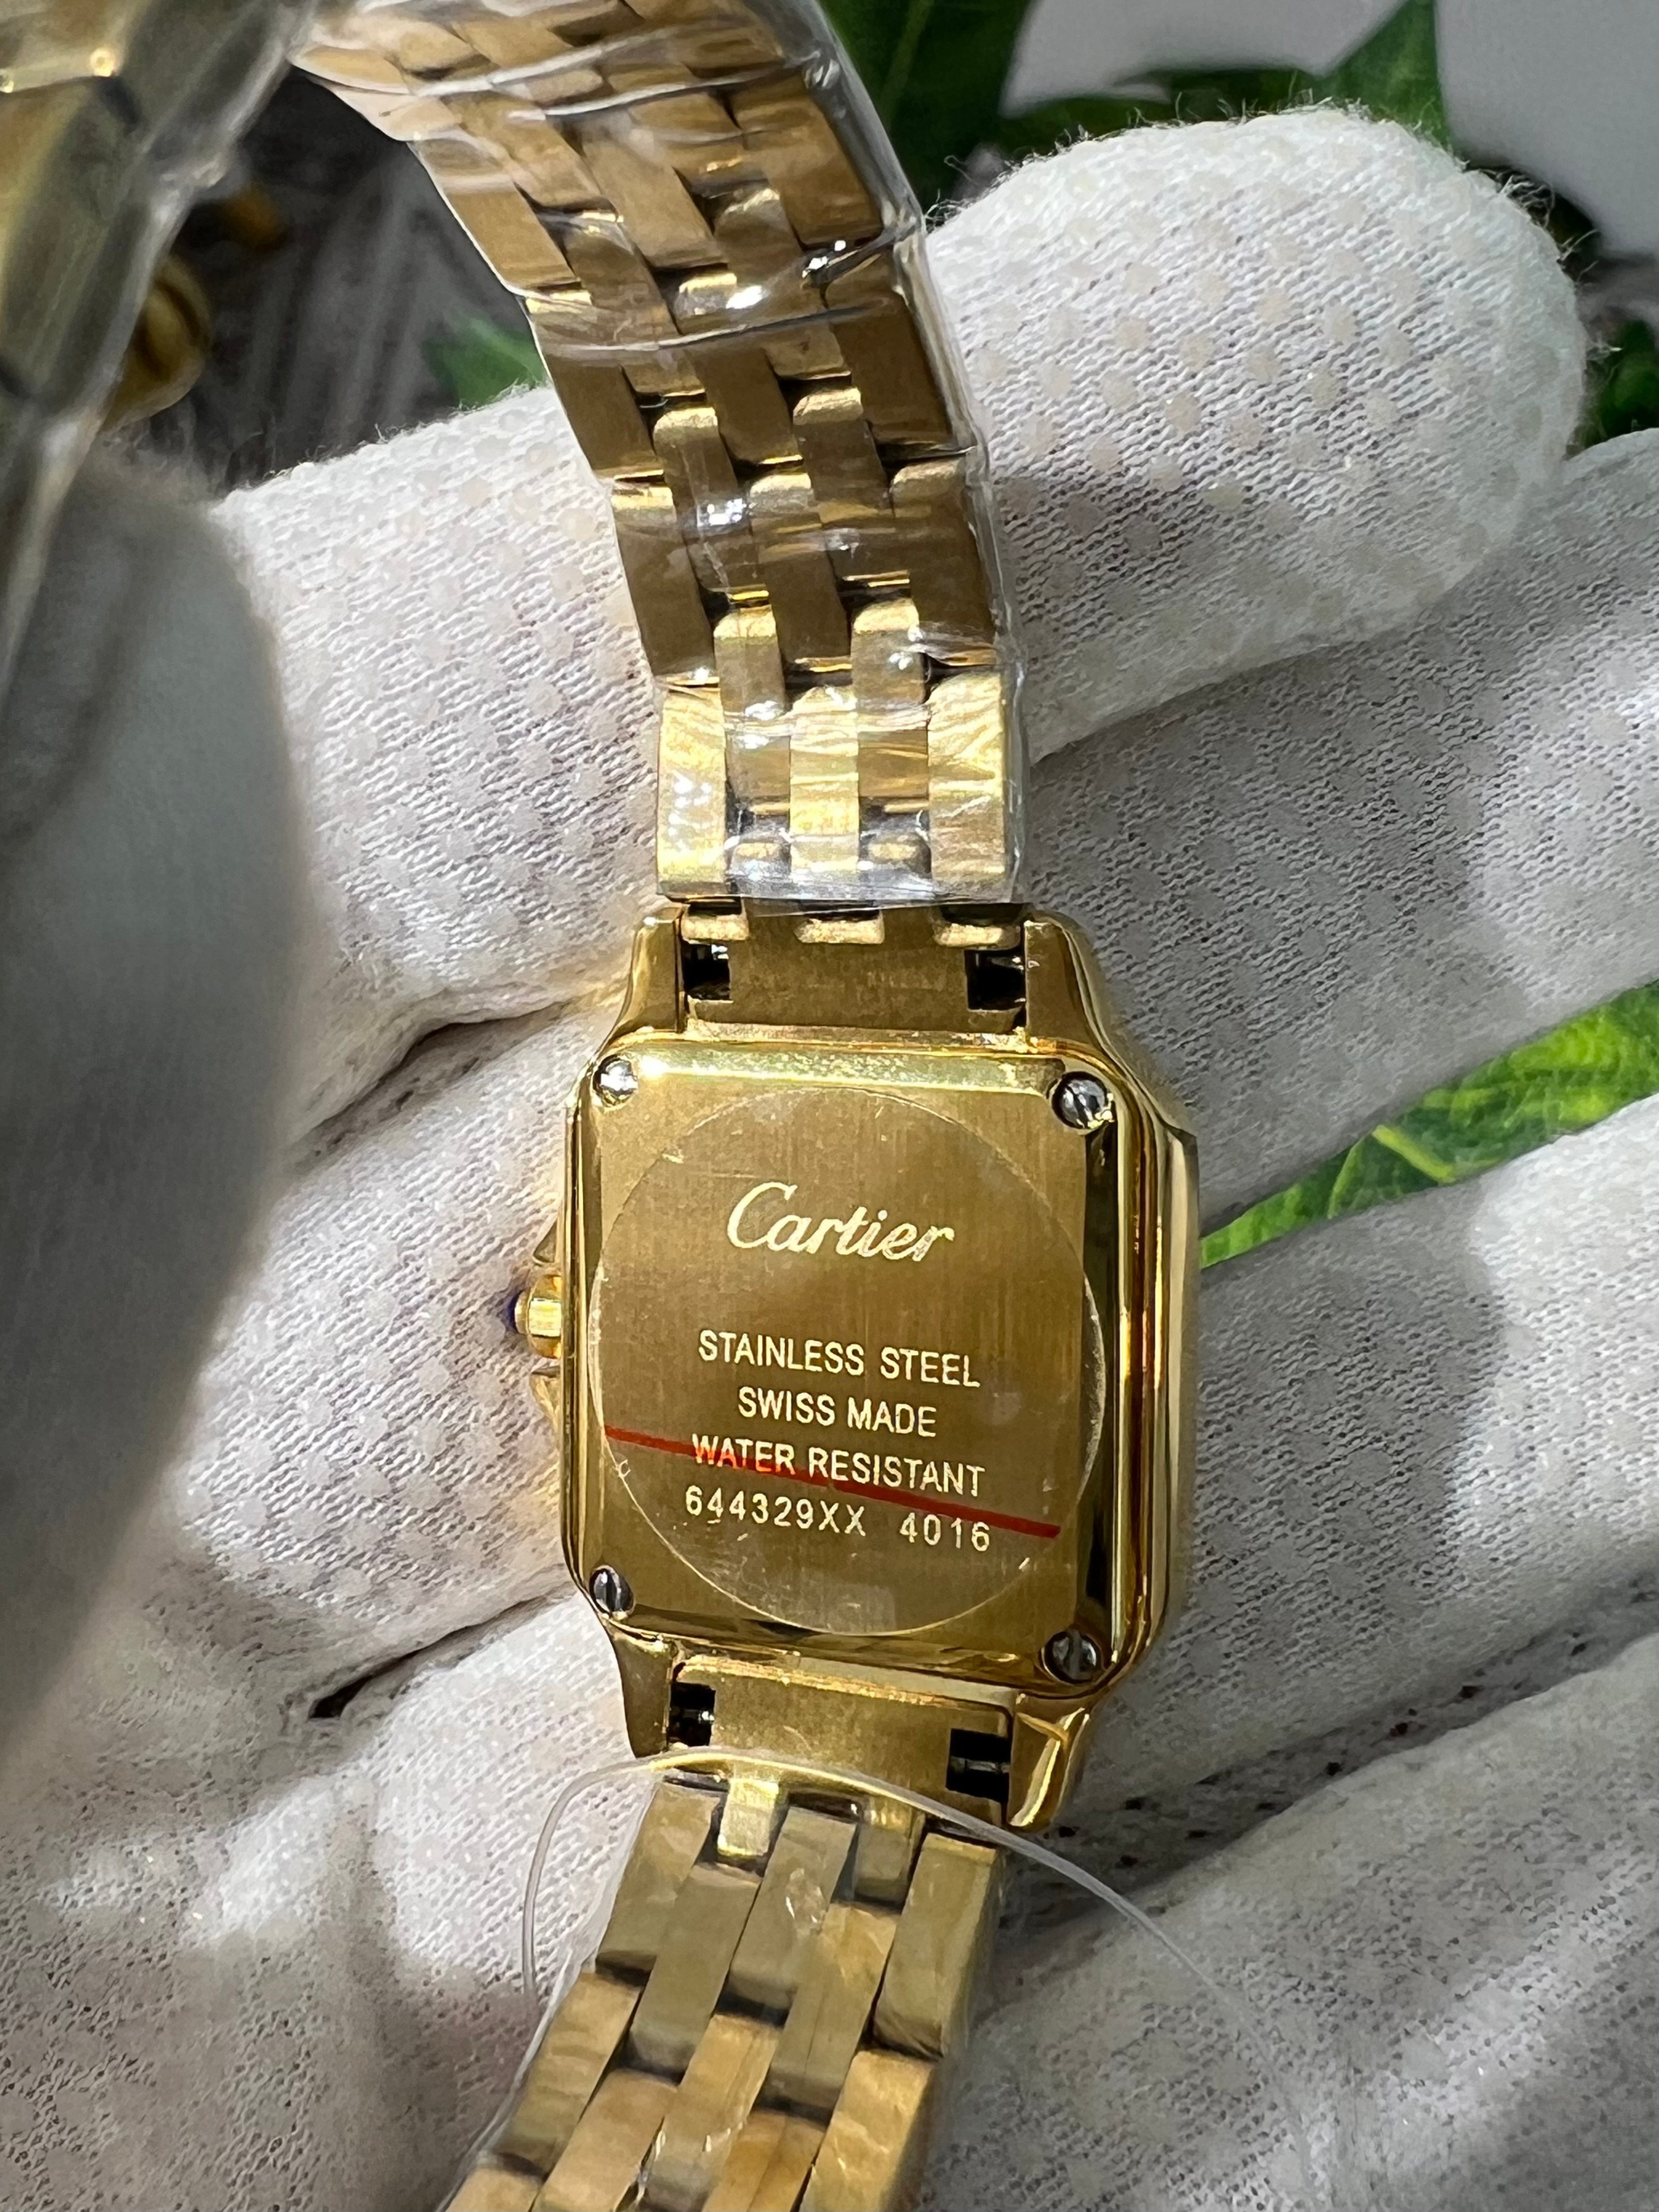 Cartier
STAINLESS STEEL
SWISS MADE
WATER RESISTANT
644329XX 4016